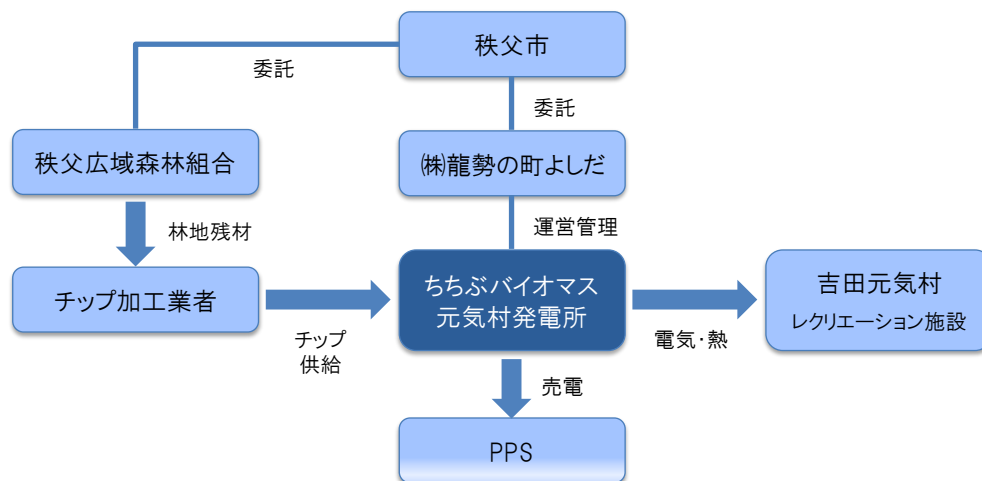 秩父市
委託
委託
秩父広域森林組合
㈱龍勢の町よしだ
林地残材
運営管理
チップ加工業者
ちちぶバイオマス
元気村発電所
吉田元気村
レクリエーション施設
チップ
供給
電気・熱
売電
PPS